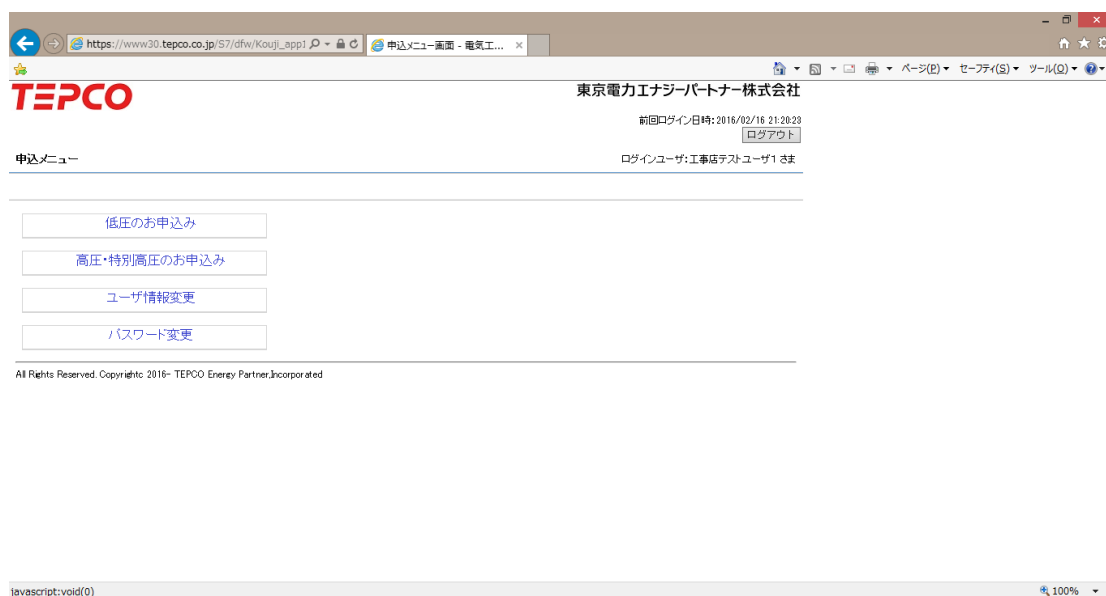 https://www30.tepco.co.jp/S7/dfw/Kouji_app1
申込メニュー画面 - 電気工...
ページ(P) セーフティ(S) ツール(O)
TEPCO
東京電力エナジーパートナー株式会社
前回ログイン日時:2016/02/16 21:20:23
ログアウト
申込メニュー
ログインユーザ:工事店テストユーザ1 さま
低圧のお申込み
高圧・特別高圧のお申込み
ユーザ情報変更
パスワード変更
All Rights Reserved. Copyrightc 2016- TEPCO Energy Partner,Incorporated
javascript:void(0)
100%